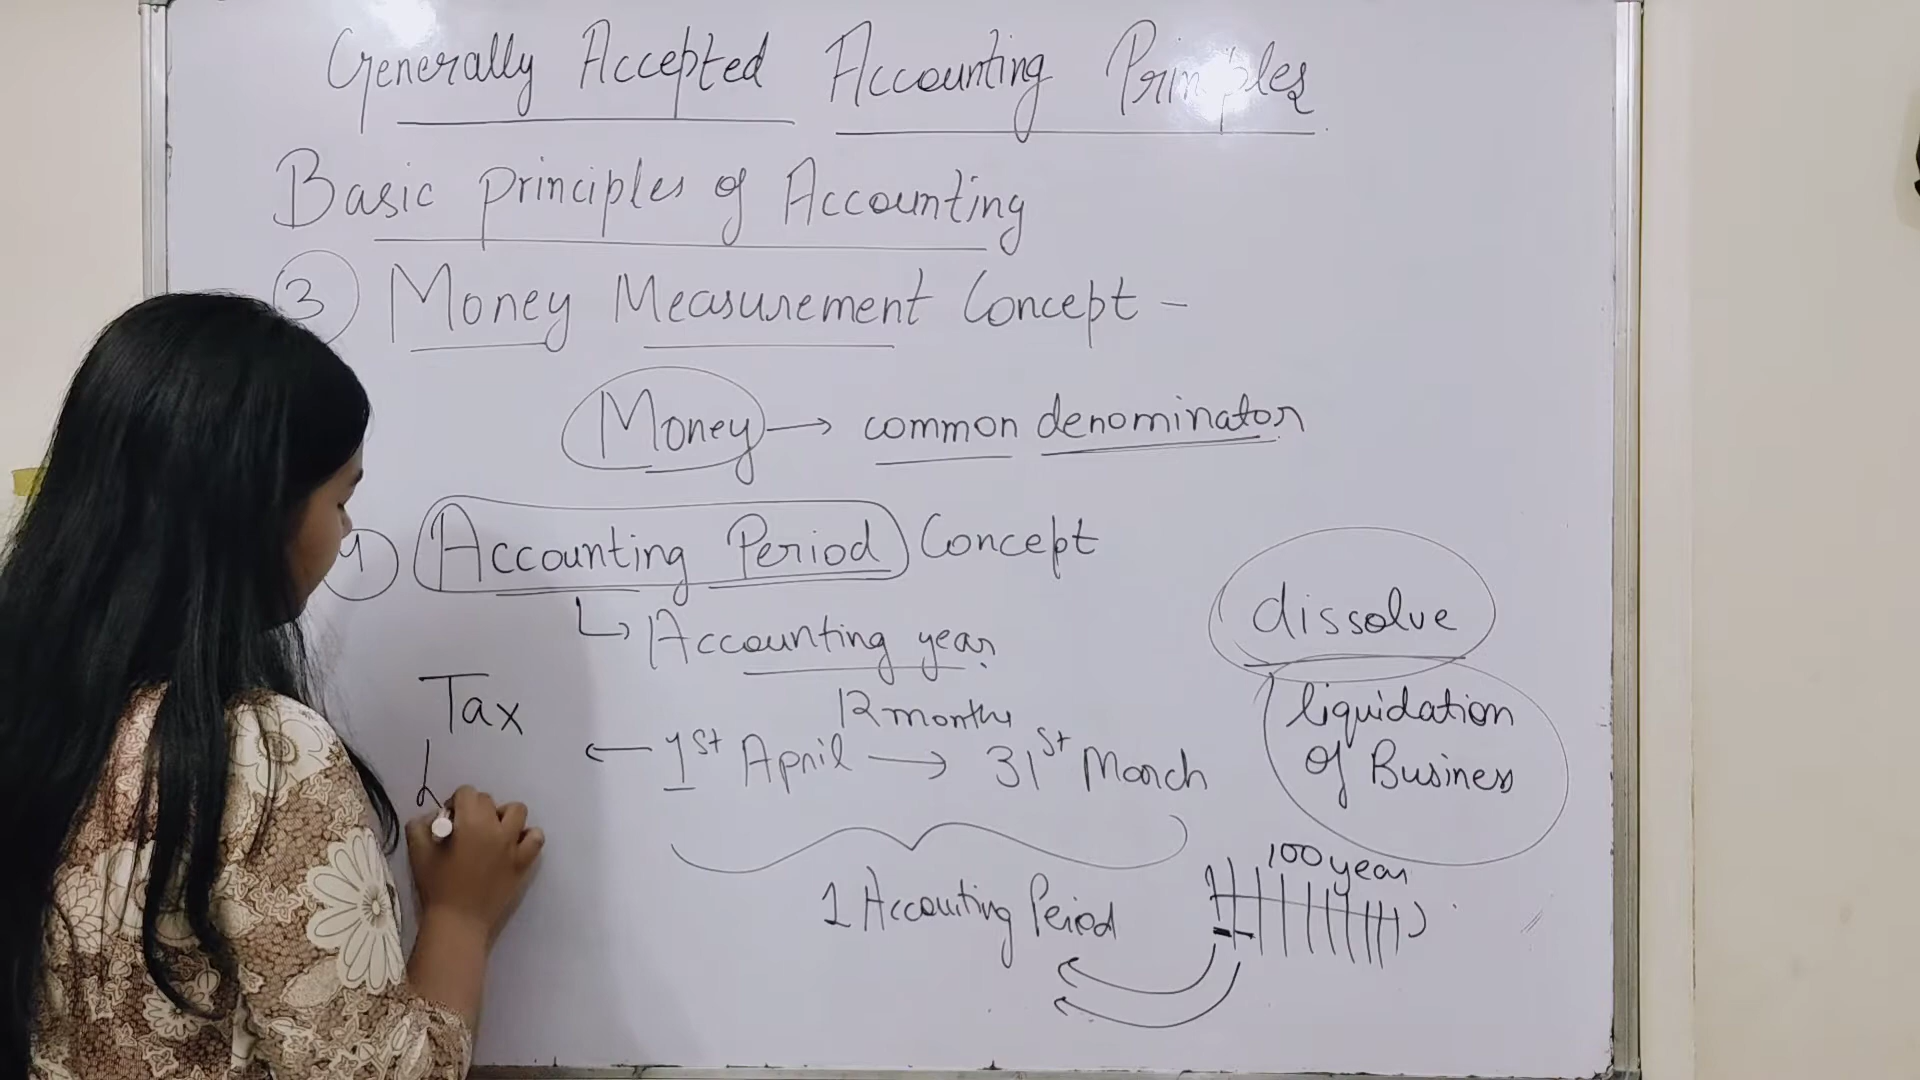 Generally Accepted Accounting Principles
Basic principles of Accounting
3 Money Measurement Concept -
Money → common denominator
4 Accounting Period Concept
↳ Accounting year
dissolve
liquidation
of Business
Tax
12 months
← 1st April → 31st March
1 Accounting Period
100 year